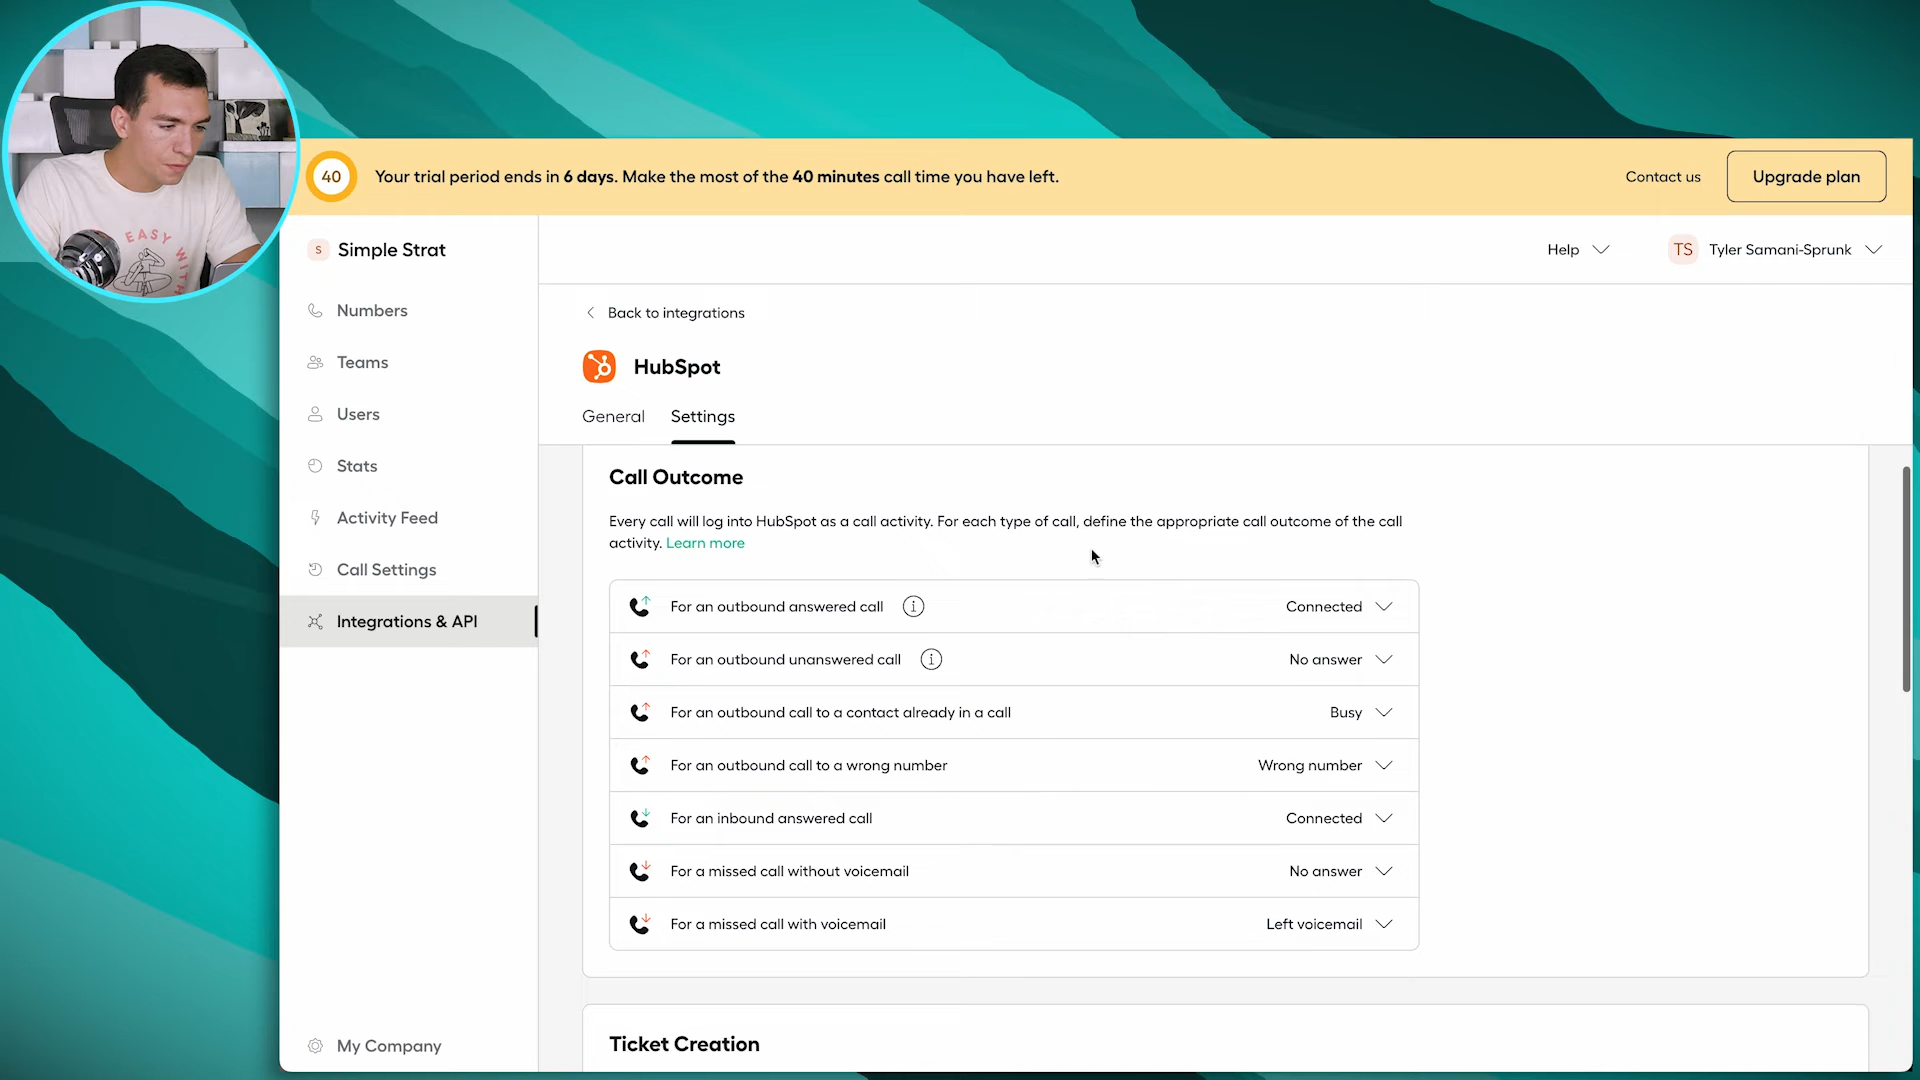 EASY
WITH
40
Your trial period ends in 6 days. Make the most of the 40 minutes call time you have left.
Contact us
Upgrade plan
S
Simple Strat
Help
TS
Tyler Samani-Sprunk
Numbers
Teams
Users
Stats
Activity Feed
Call Settings
Integrations & API
My Company
Back to integrations
HubSpot
General
Settings
Call Outcome
Every call will log into HubSpot as a call activity. For each type of call, define the appropriate call outcome of the call
activity. Learn more
For an outbound answered call
Connected
For an outbound unanswered call
No answer
For an outbound call to a contact already in a call
Busy
For an outbound call to a wrong number
Wrong number
For an inbound answered call
Connected
For a missed call without voicemail
No answer
For a missed call with voicemail
Left voicemail
Ticket Creation